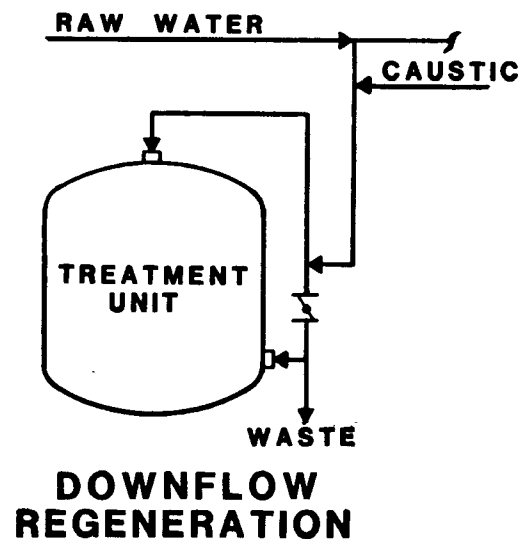 RAW WATER
CAUSTIC
TREATMENT
UNIT
WASTE
DOWNFLOW
REGENERATION